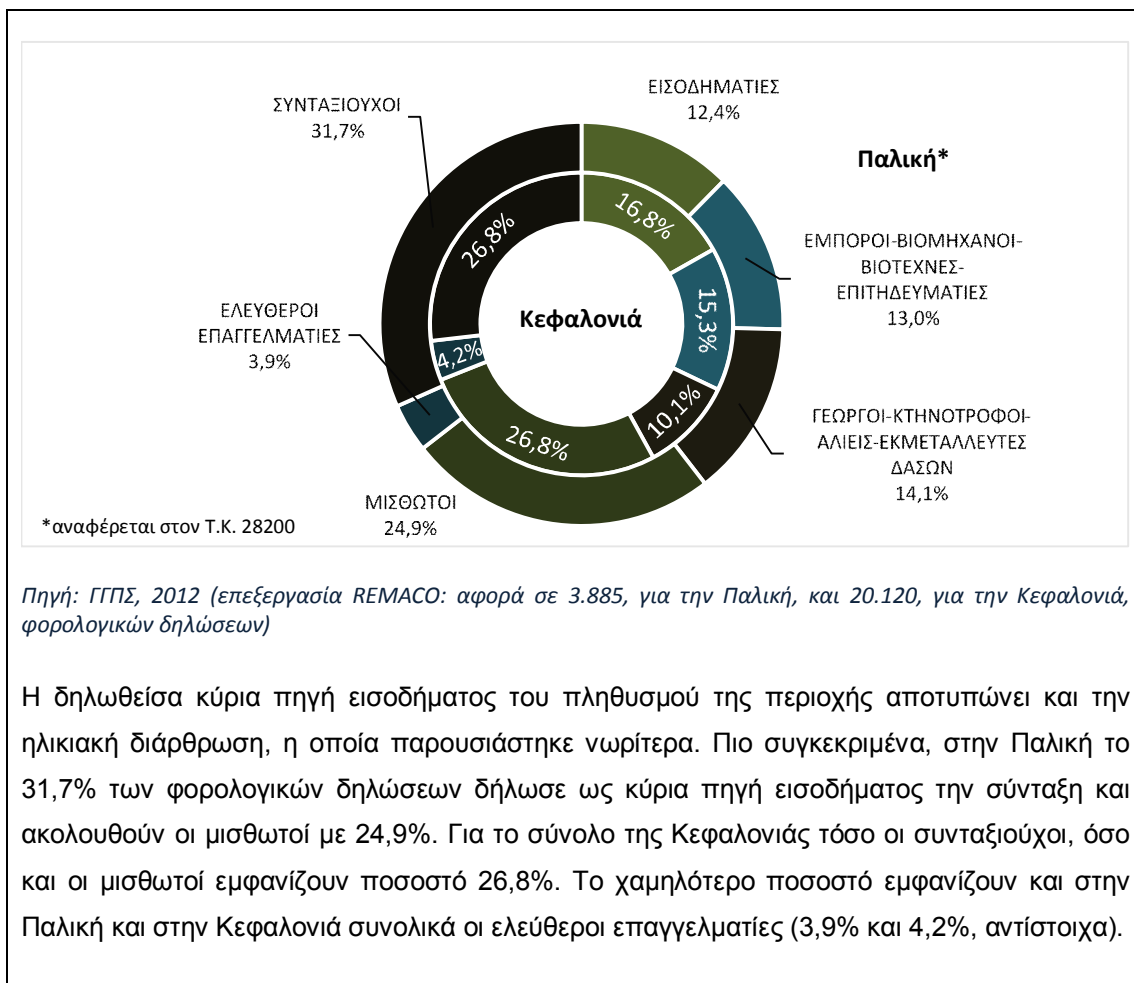 ΣΥΝΤΑΞΙΟΥΧΟΙ
31,7%
ΕΙΣΟΔΗΜΑΤΙΕΣ
12,4%
Παλική*
26,8%
16,8%
ΕΜΠΟΡΟΙ-ΒΙΟΜΗΧΑΝΟΙ-
ΒΙΟΤΕΧΝΕΣ-
ΕΠΙΤΗΔΕΥΜΑΤΙΕΣ
13,0%
ΕΛΕΥΘΕΡΟΙ
ΕΠΑΓΓΕΛΜΑΤΙΕΣ
3,9%
Κεφαλονιά
15,3%
4,2%
10,1%
26,8%
ΓΕΩΡΓΟΙ-ΚΤΗΝΟΤΡΟΦΟΙ-
ΑΛΙΕΙΣ-ΕΚΜΕΤΑΛΛΕΥΤΕΣ
ΔΑΣΩΝ
14,1%
ΜΙΣΘΩΤΟΙ
24,9%
*αναφέρεται στον Τ.Κ. 28200
Πηγή: ΓΓΠΣ, 2012 (επεξεργασία REMACO: αφορά σε 3.885, για την Παλική, και 20.120, για την Κεφαλονιά,
φορολογικών δηλώσεων)
Η δηλωθείσα κύρια πηγή εισοδήματος του πληθυσμού της περιοχής αποτυπώνει και την
ηλικιακή διάρθρωση, η οποία παρουσιάστηκε νωρίτερα. Πιο συγκεκριμένα, στην Παλική το
31,7% των φορολογικών δηλώσεων δήλωσε ως κύρια πηγή εισοδήματος την σύνταξη και
ακολουθούν οι μισθωτοί με 24,9%. Για το σύνολο της Κεφαλονιάς τόσο οι συνταξιούχοι, όσο
και οι μισθωτοί εμφανίζουν ποσοστό 26,8%. Το χαμηλότερο ποσοστό εμφανίζουν και στην
Παλική και στην Κεφαλονιά συνολικά οι ελεύθεροι επαγγελματίες (3,9% και 4,2%, αντίστοιχα).